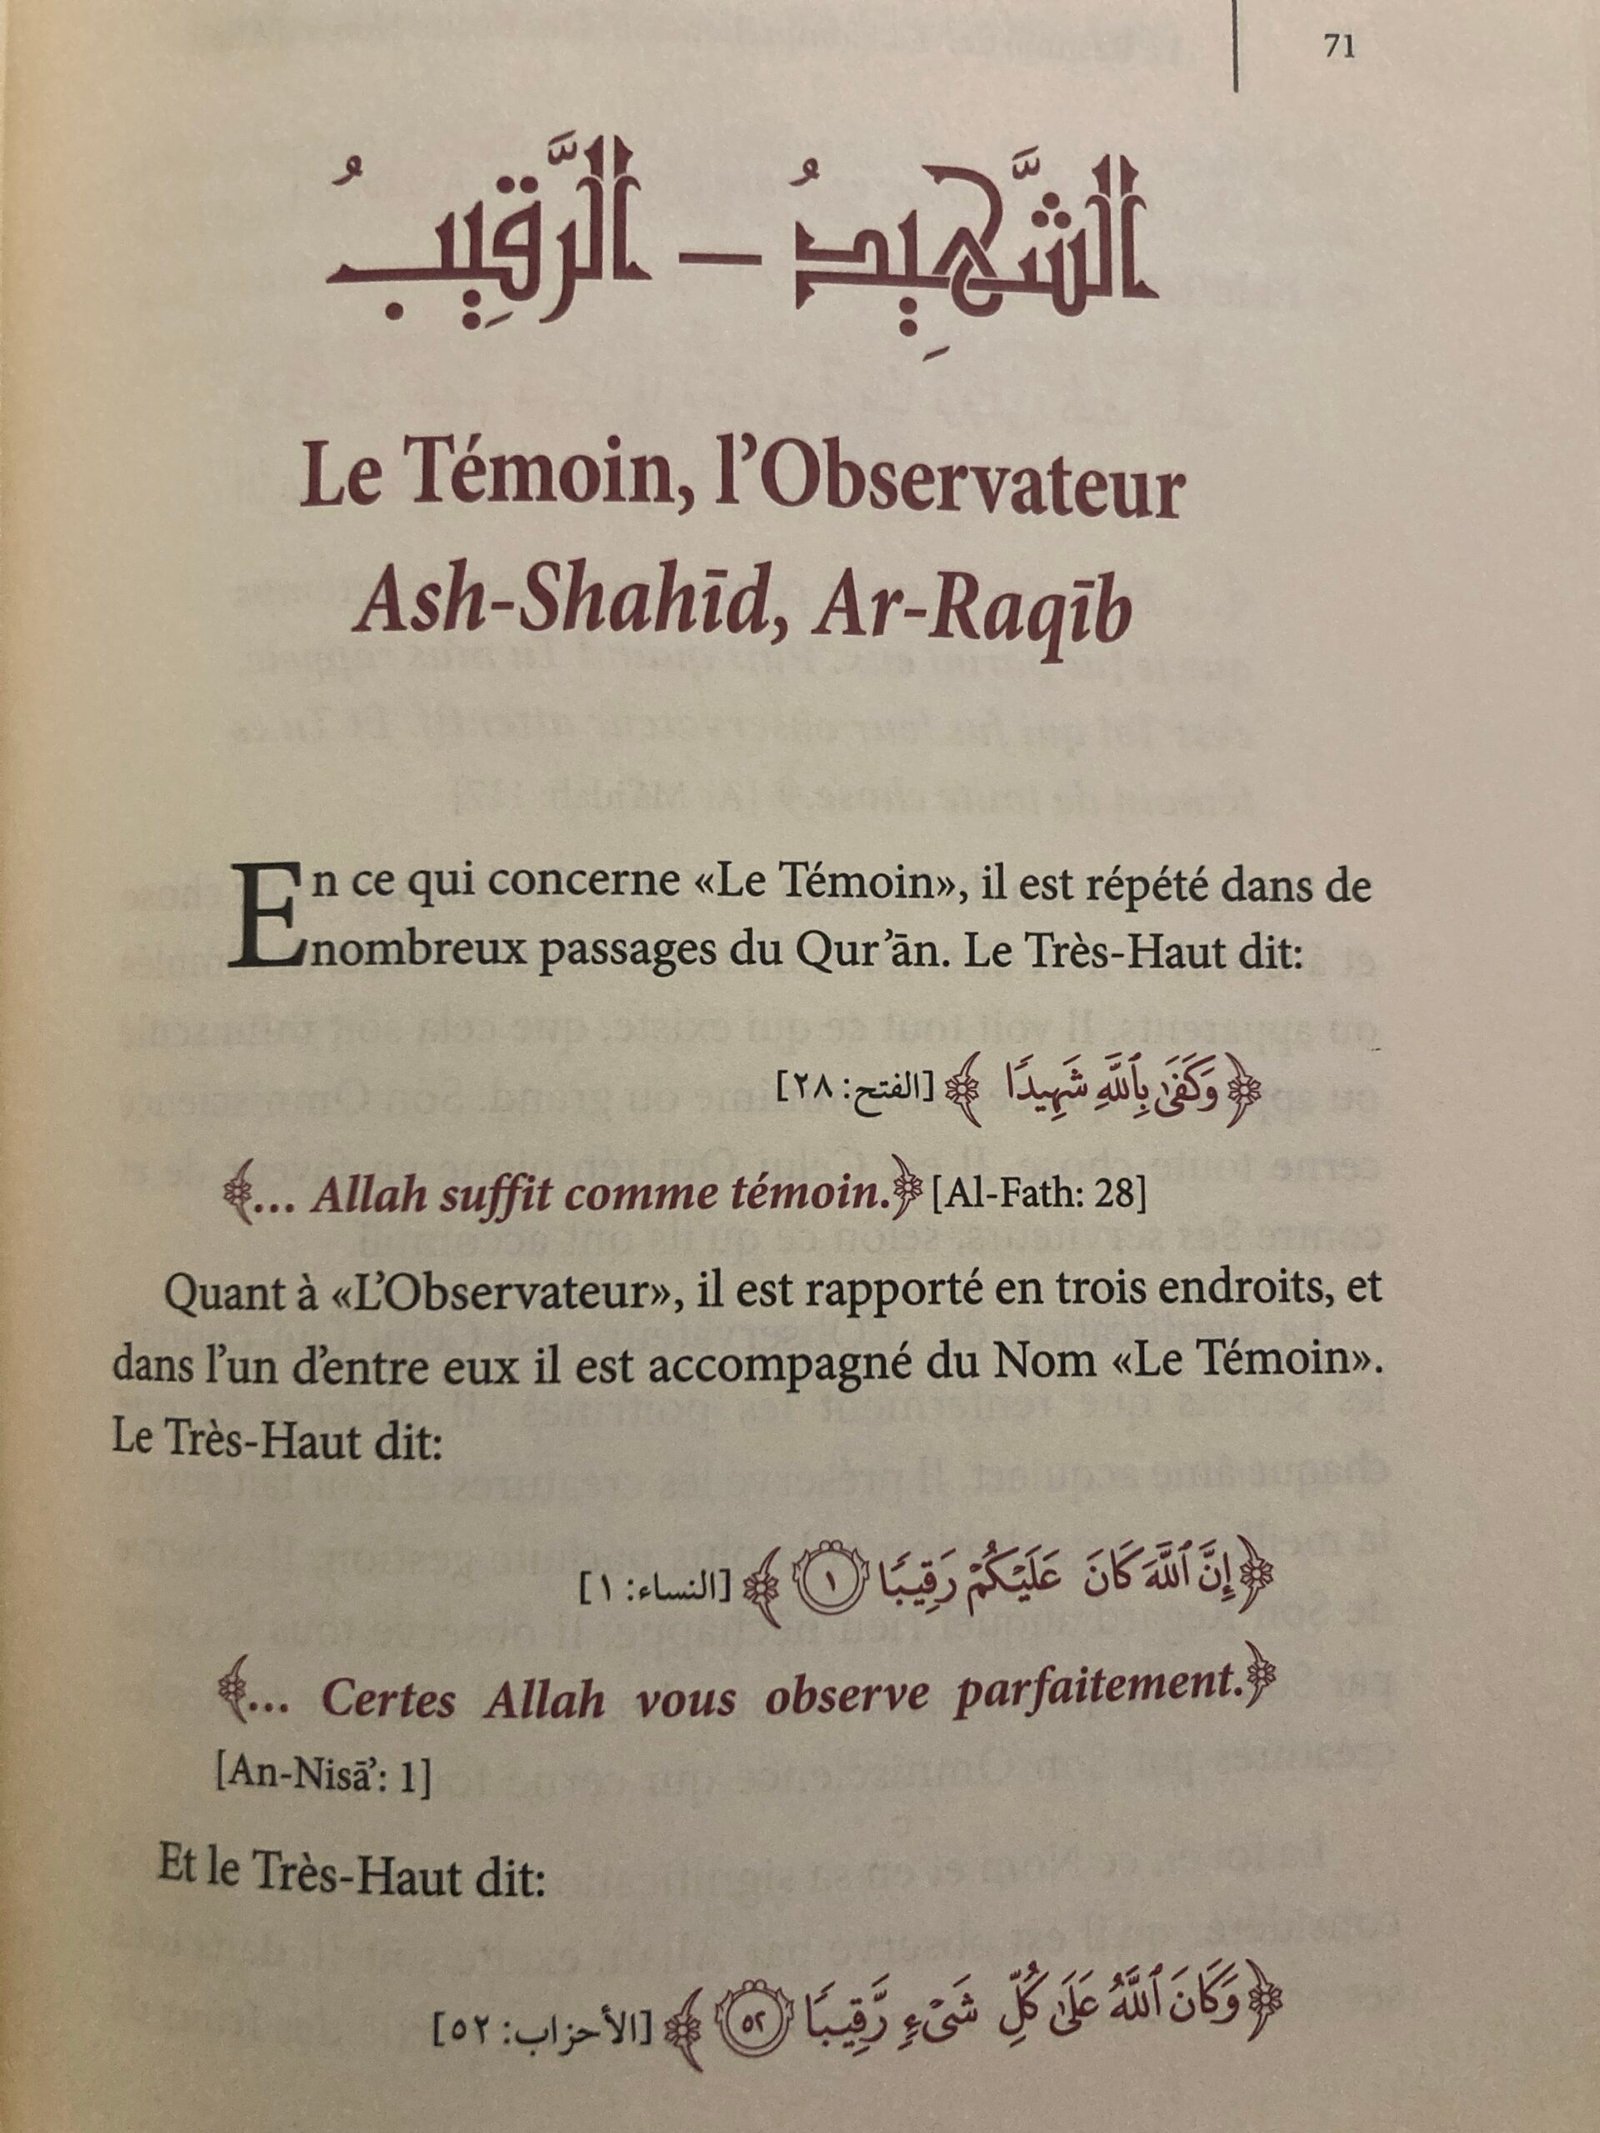 71
الشَّهِيدُ – الرَّقِيبُ
Le Témoin, l’Observateur
Ash-Shahīd, Ar-Raqīb
En ce qui concerne «Le Témoin», il est répété dans de
nombreux passages du Qur’ān. Le Très-Haut dit:
﴿وَكَفَىٰ بِٱللَّهِ شَهِيدًا ﴾ [الفتح: ٢٨]
﴾... Allah suffit comme témoin.﴿ [Al-Fath: 28]
Quant à «L’Observateur», il est rapporté en trois endroits, et
dans l’un d’entre eux il est accompagné du Nom «Le Témoin».
Le Très-Haut dit:
﴿إِنَّ ٱللَّهَ كَانَ عَلَيْكُمْ رَقِيبًا ١ ﴾ [النساء: ١]
﴾... Certes Allah vous observe parfaitement.﴿
[An-Nisā’: 1]
Et le Très-Haut dit:
﴿وَكَانَ ٱللَّهُ عَلَىٰ كُلِّ شَىْءٍ رَّقِيبًا ٥٢ ﴾ [الأحزاب: ٥٢]